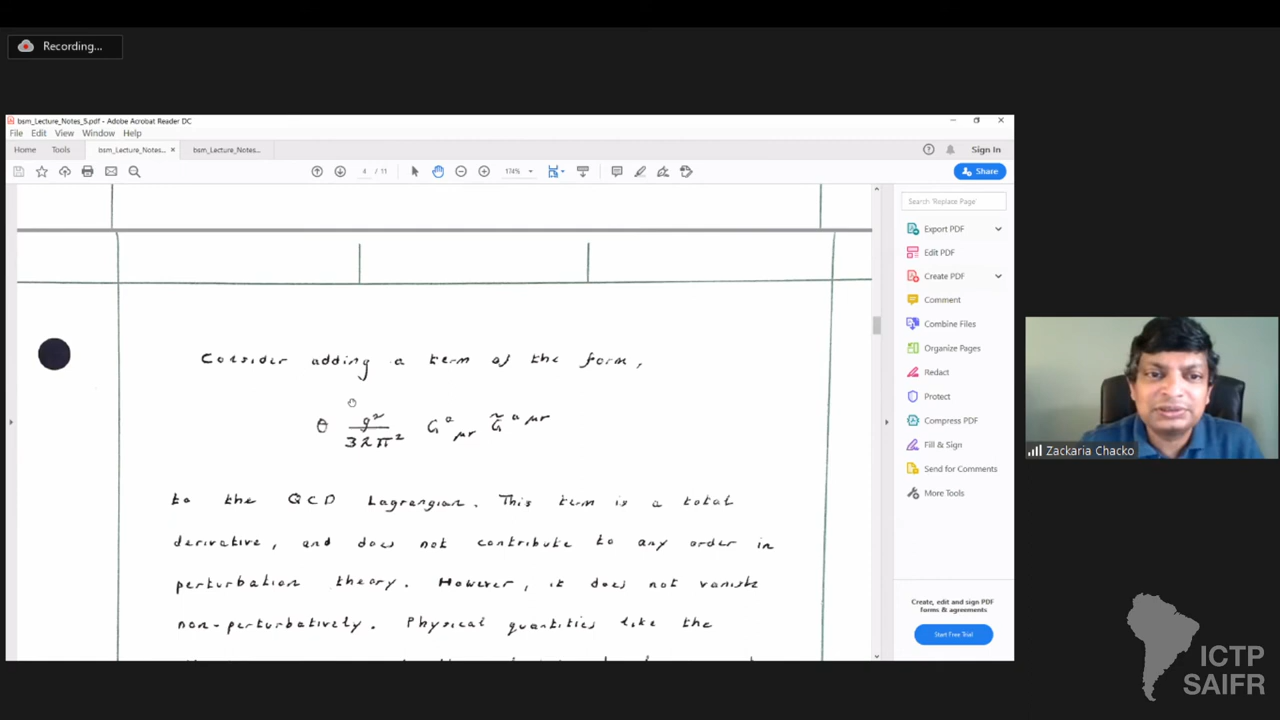 Recording...
bsm_Lecture_Notes_5.pdf - Adobe Acrobat Reader DC
File Edit View Window Help
Home Tools bsm_Lecture_Notes... × bsm_Lecture_Notes... Sign In
4 / 11 174% Share
Consider adding a term of the form,
θ g²/32π² G^a_μν G̃^a μν
to the QCD Lagrangian. This term is a total
derivative, and does not contribute to any order in
perturbation theory. However, it does not vanish
non-perturbatively. Physical quantities like the
Search 'Replace Page'
Export PDF
Edit PDF
Create PDF
Comment
Combine Files
Organize Pages
Redact
Protect
Compress PDF
Fill & Sign
Send for Comments
More Tools
Create, edit and sign PDF
forms & agreements
Start Free Trial
Zackaria Chacko
ICTP
SAIFR